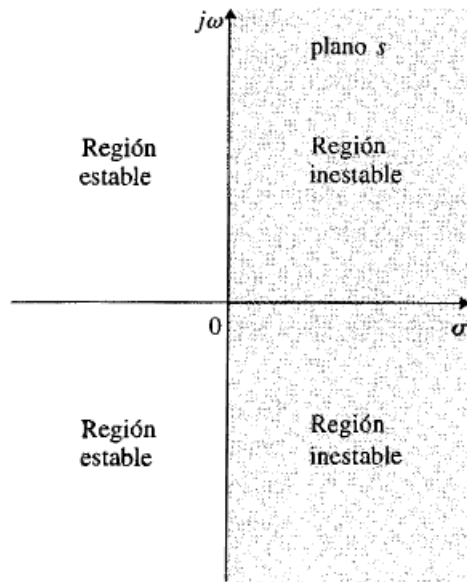 jω
plano s
Región
estable
Región
inestable
0
σ
Región
estable
Región
inestable